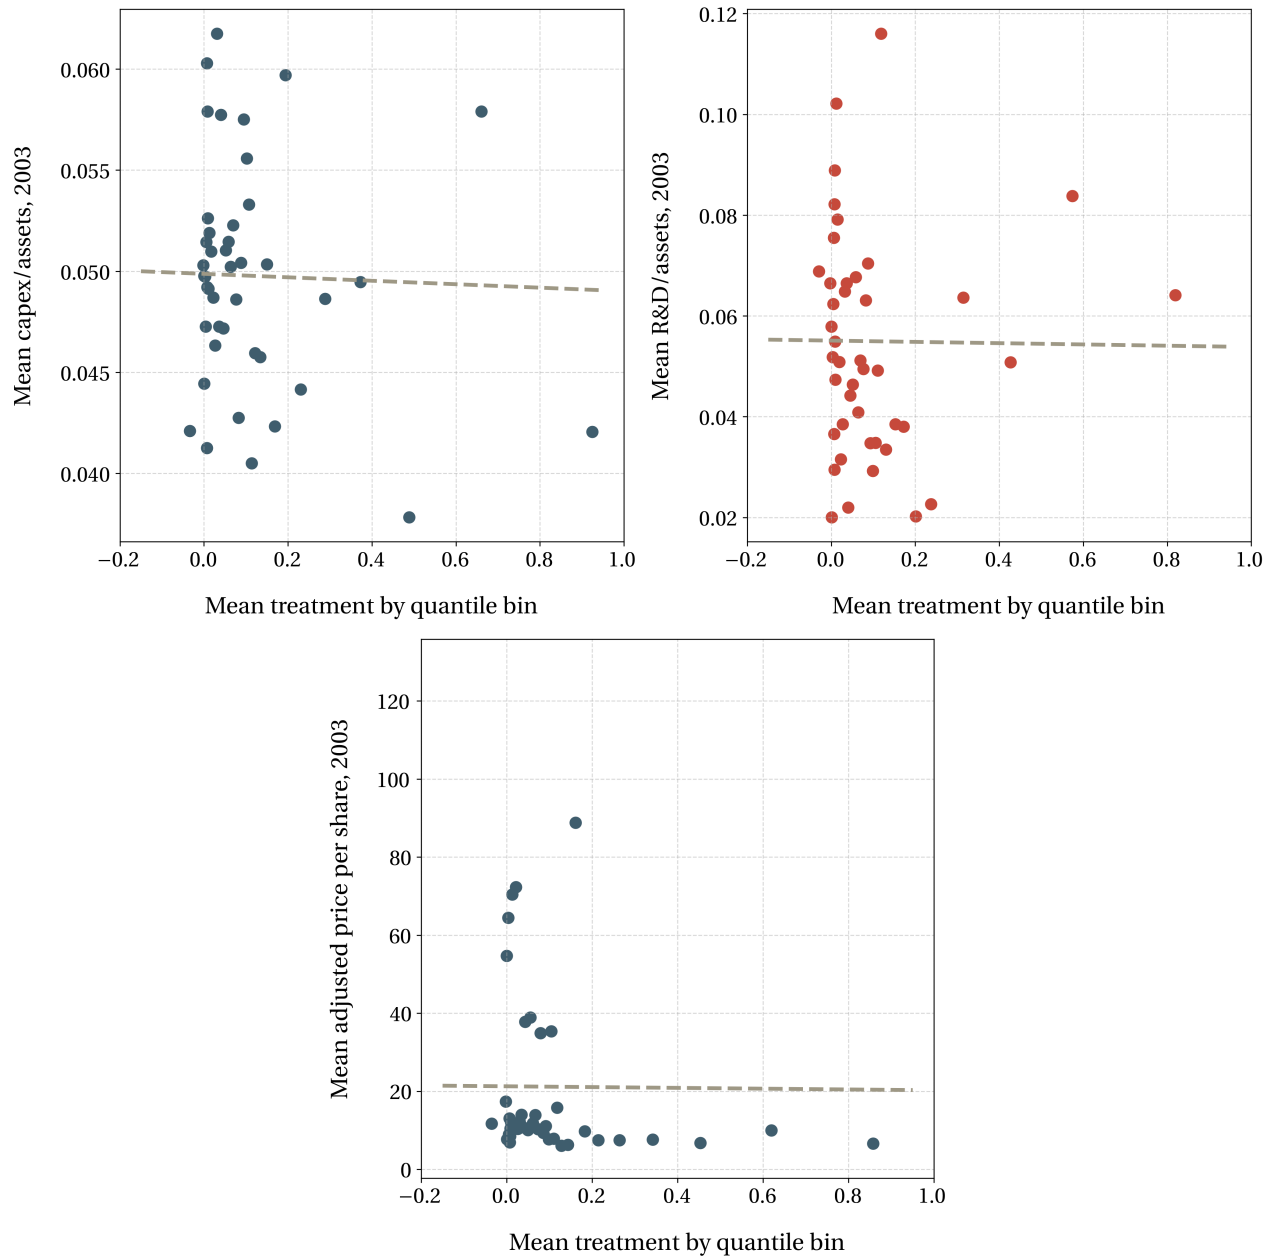 Mean capex/assets, 2003
0.060
0.055
0.050
0.045
0.040
−0.2 0.0 0.2 0.4 0.6 0.8 1.0
Mean treatment by quantile bin
Mean R&D/assets, 2003
0.12
0.10
0.08
0.06
0.04
0.02
−0.2 0.0 0.2 0.4 0.6 0.8 1.0
Mean treatment by quantile bin
Mean adjusted price per share, 2003
120
100
80
60
40
20
0
−0.2 0.0 0.2 0.4 0.6 0.8 1.0
Mean treatment by quantile bin